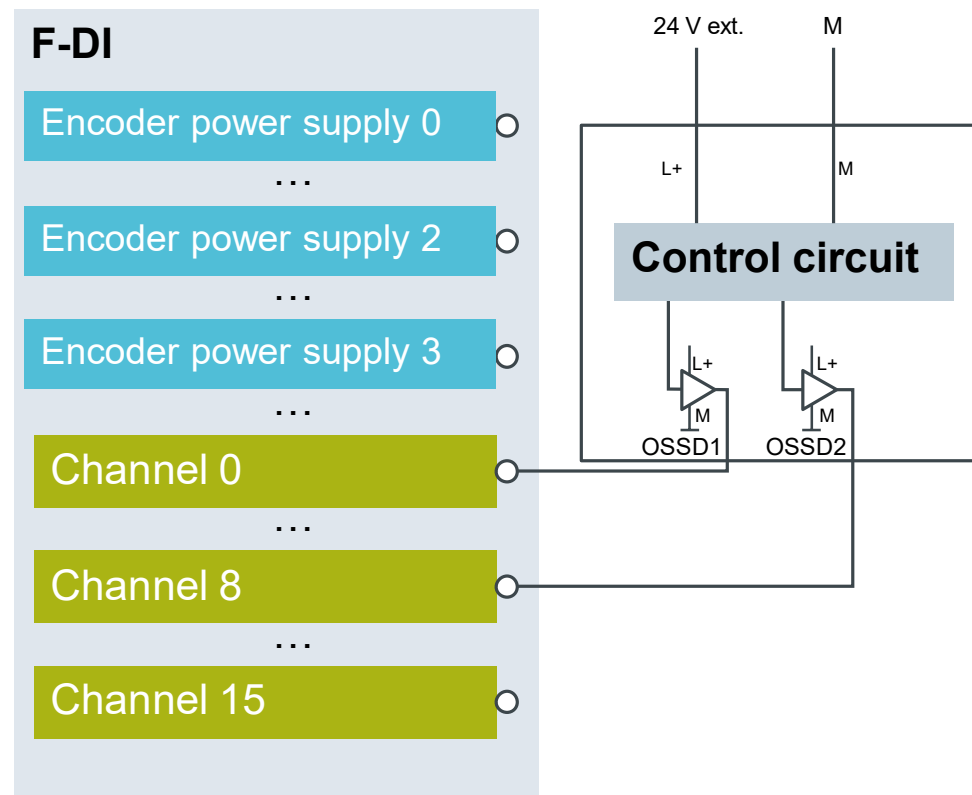 F-DI
Encoder power supply 0
...
Encoder power supply 2
...
Encoder power supply 3
...
Channel 0
...
Channel 8
...
Channel 15
24 V ext.
M
L+
M
Control circuit
L+
L+
M
M
OSSD1
OSSD2